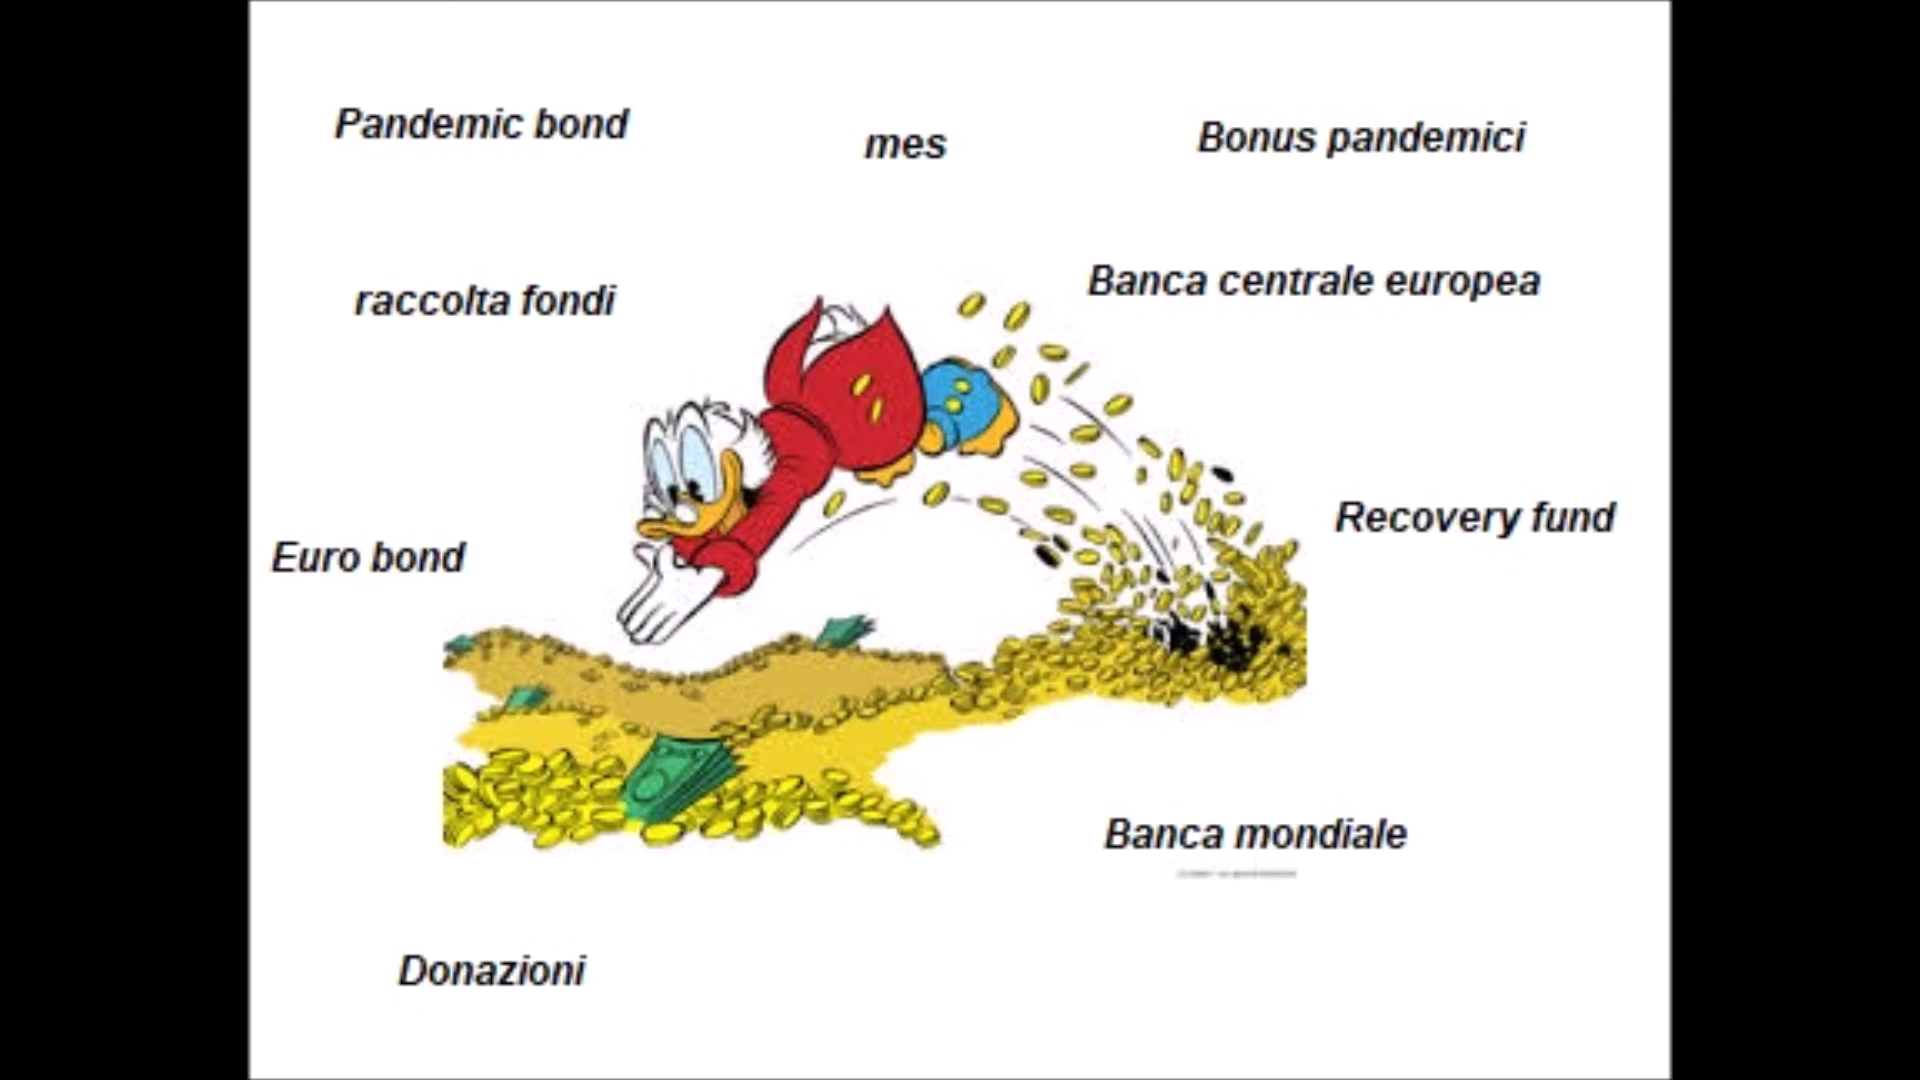 Pandemic bond
mes
Bonus pandemici
raccolta fondi
Banca centrale europea
Euro bond
Recovery fund
Banca mondiale
Donazioni